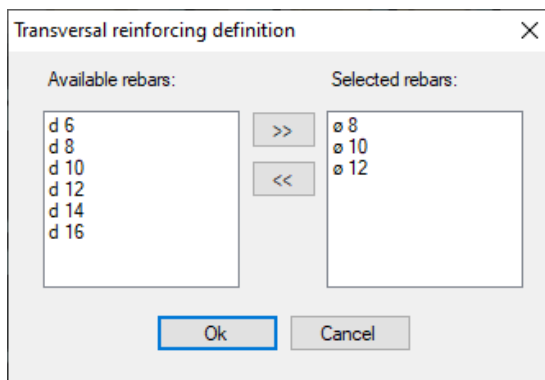 Transversal reinforcing definition
Available rebars:
Selected rebars:
d 6
d 8
d 10
d 12
d 14
d 16
>>
<<
ø 8
ø 10
ø 12
Ok
Cancel